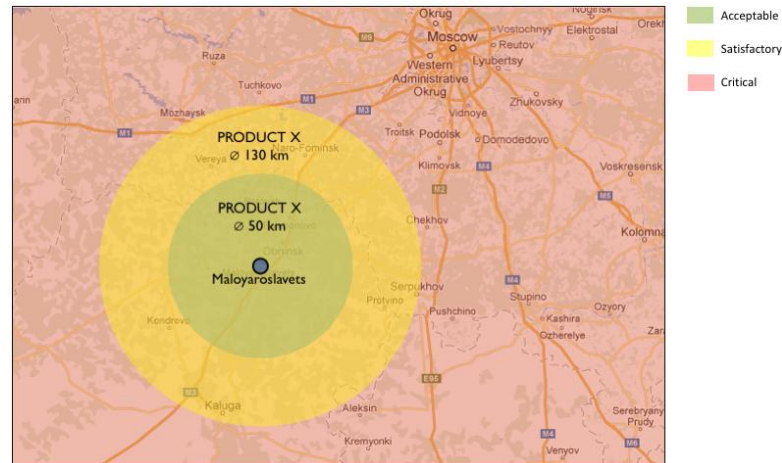 Acceptable
Satisfactory
Critical
Okrug
Noginsk
Vostochnyy
M9
Moscow
Reutov
Elektrostal
Ruza
Western
Administrative
Okrug
Lyubertsy
Tuchkovo
M1
M3
Zhukovsky
Vidnoye
Mozhaysk
M1
Troitsk
Podolsk
Domodedovo
PRODUCT X
Ø 130 km
Naro-Fominsk
Vereya
Klimovsk
M4
Voskresensk
M2
M5
PRODUCT X
Ø 50 km
Chekhov
Kolomna
Obninsk
Maloyaroslavets
M4
Serpukhov
Protvino
Stupino
Pushchino
Ozyory
Kondrovo
Kashira
Ozherelye
M3
E95
Kaluga
Aleksin
Serebryany
Prudy
Kremyonki
M4
M6
Venyov